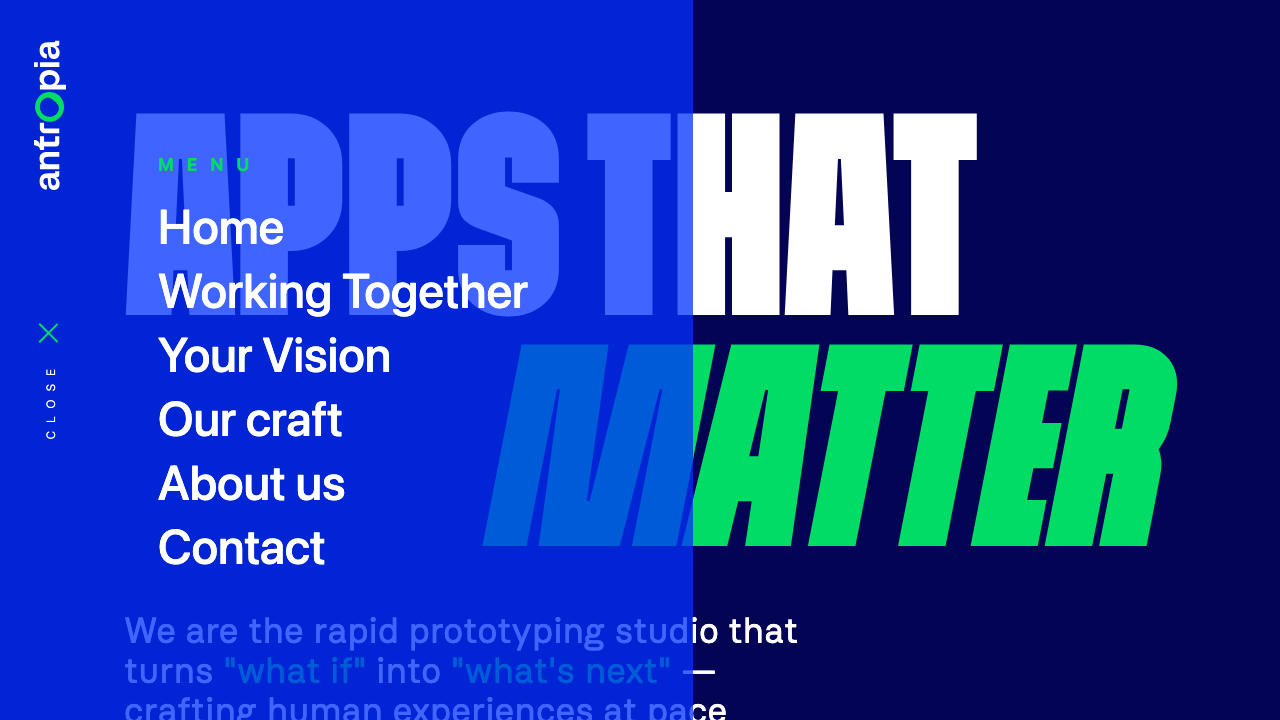 antropia
CLOSE
APPS THAT
MATTER
MENU
Home
Working Together
Your Vision
Our craft
About us
Contact
We are the rapid prototyping studio that
turns "what if" into "what's next" —
crafting human experiences at pace